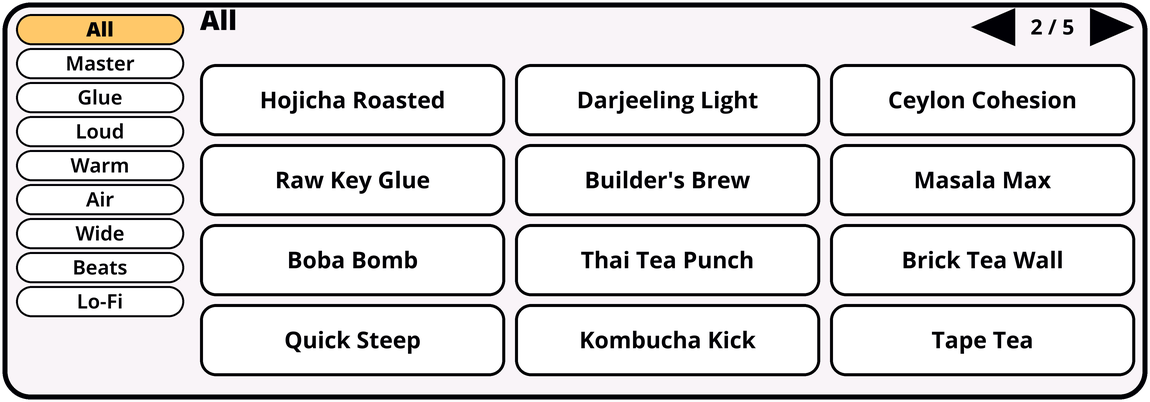 All
Master
Glue
Loud
Warm
Air
Wide
Beats
Lo-Fi
All
2 / 5
Hojicha Roasted
Darjeeling Light
Ceylon Cohesion
Raw Key Glue
Builder's Brew
Masala Max
Boba Bomb
Thai Tea Punch
Brick Tea Wall
Quick Steep
Kombucha Kick
Tape Tea